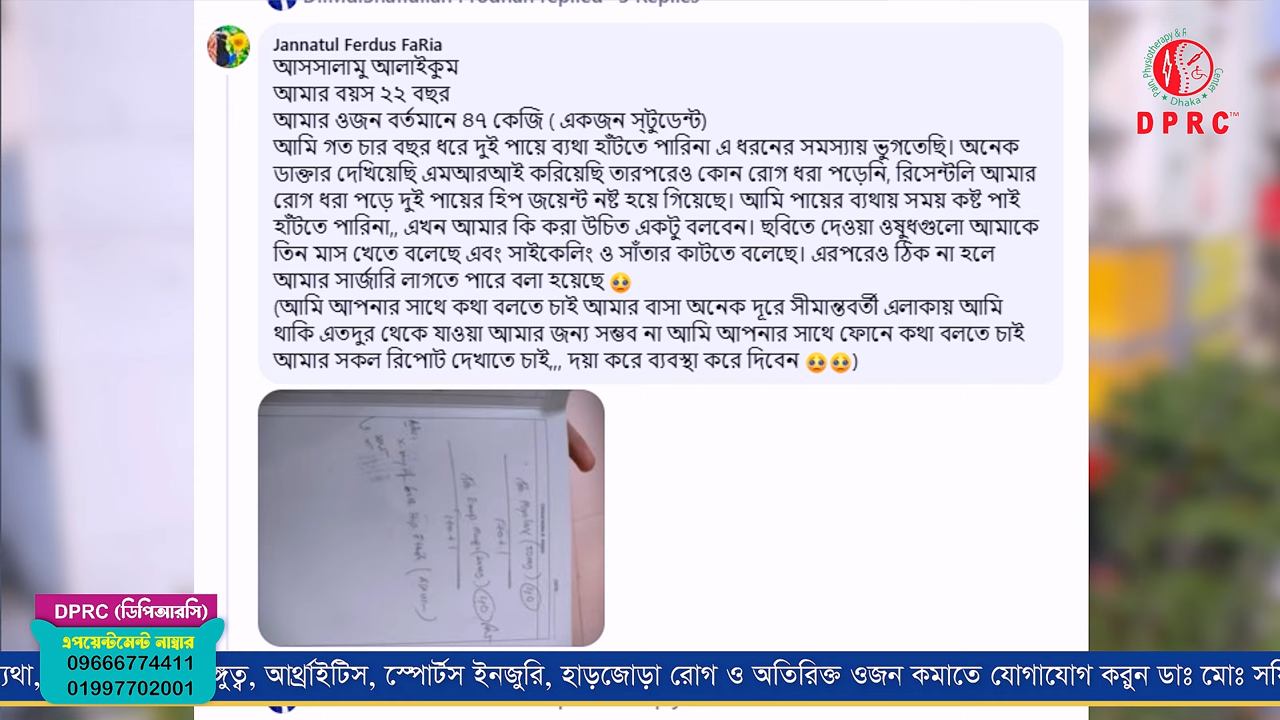 Jannatul Ferdus FaRia
আসসালামু আলাইকুম
আমার বয়স ২২ বছর
আমার ওজন বর্তমানে ৪৭ কেজি ( একজন স্টুডেন্ট)
আমি গত চার বছর ধরে দুই পায়ে ব্যথা হাঁটতে পারিনা এ ধরনের সমস্যায় ভুগতেছি। অনেক
ডাক্তার দেখিয়েছি এমআরআই করিয়েছি তারপরেও কোন রোগ ধরা পড়েনি, রিসেন্টলি আমার
রোগ ধরা পড়ে দুই পায়ের হিপ জয়েন্ট নষ্ট হয়ে গিয়েছে। আমি পায়ের ব্যথায় সময় কষ্ট পাই
হাঁটতে পারিনা,, এখন আমার কি করা উচিত একটু বলবেন। ছবিতে দেওয়া ওষুধগুলো আমাকে
তিন মাস খেতে বলেছে এবং সাইকেলিং ও সাঁতার কাটতে বলেছে। এরপরেও ঠিক না হলে
আমার সার্জারি লাগতে পারে বলা হয়েছে 🥺
(আমি আপনার সাথে কথা বলতে চাই আমার বাসা অনেক দূরে সীমান্তবর্তী এলাকায় আমি
থাকি এতদুর থেকে যাওয়া আমার জন্য সম্ভব না আমি আপনার সাথে ফোনে কথা বলতে চাই
আমার সকল রিপোট দেখাতে চাই,,, দয়া করে ব্যবস্থা করে দিবেন 🥺🥺)
Pain, Physiotherapy & Center
Dhaka
DPRC™
DPRC (ডিপিআরসি)
এপয়েন্টমেন্ট নাম্বার
09666774411
01997702001
আর্থ্রাইটিস, স্পোর্টস ইনজুরি, হাড়জোড়া রোগ ও অতিরিক্ত ওজন কমাতে যোগাযোগ করুন ডাঃ মোঃ